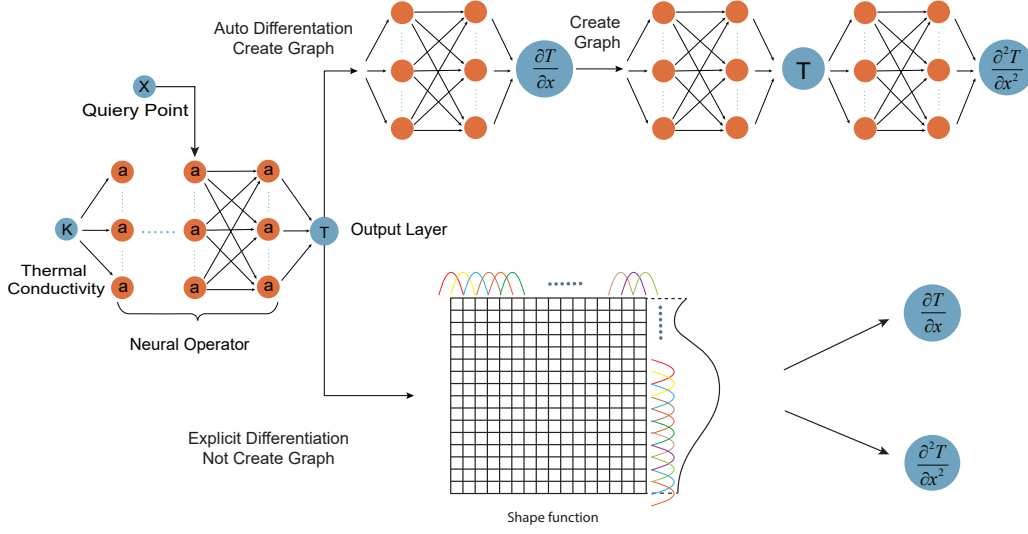 Auto Differentation
Create Graph
∂T
∂x
Create
Graph
T
∂²T
∂x²
X
Quiery Point
a
a
a
K
a
a
a
T
Output Layer
Thermal
Conductivity
a
a
a
Neural Operator
Explicit Differentiation
Not Create Graph
Shape function
∂T
∂x
∂²T
∂x²